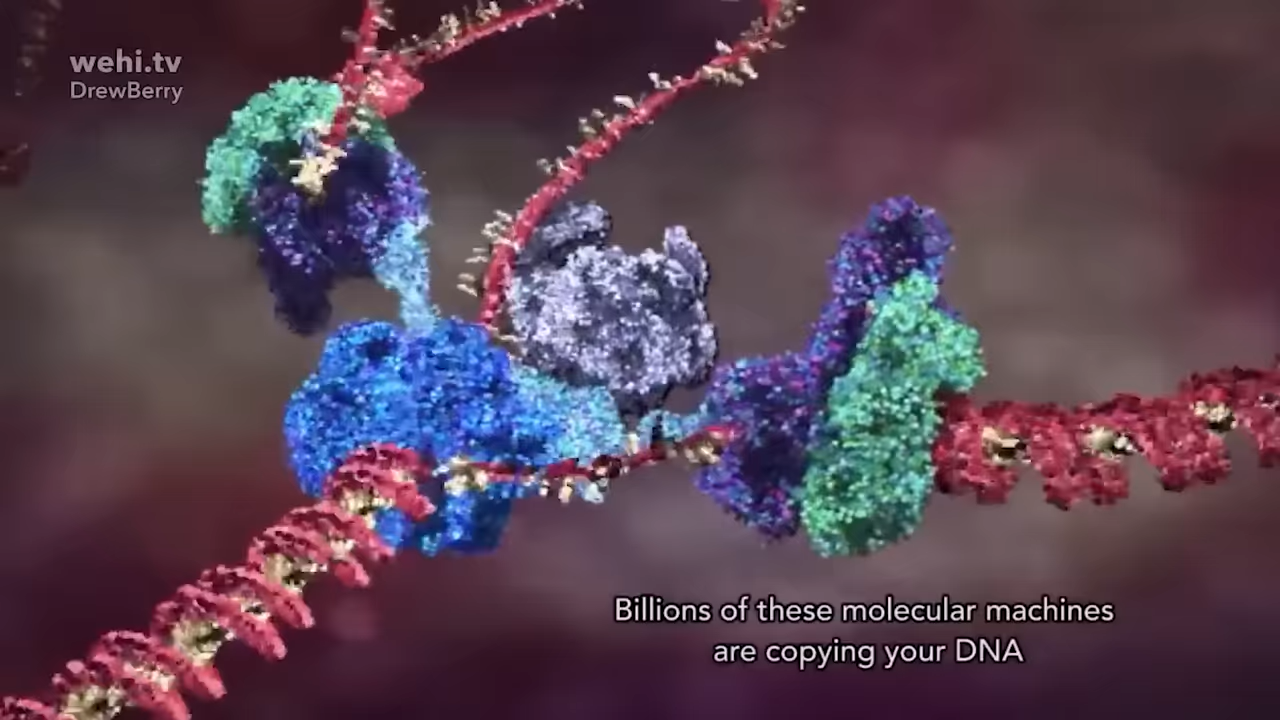 wehi.tv
DrewBerry
Billions of these molecular machines
are copying your DNA